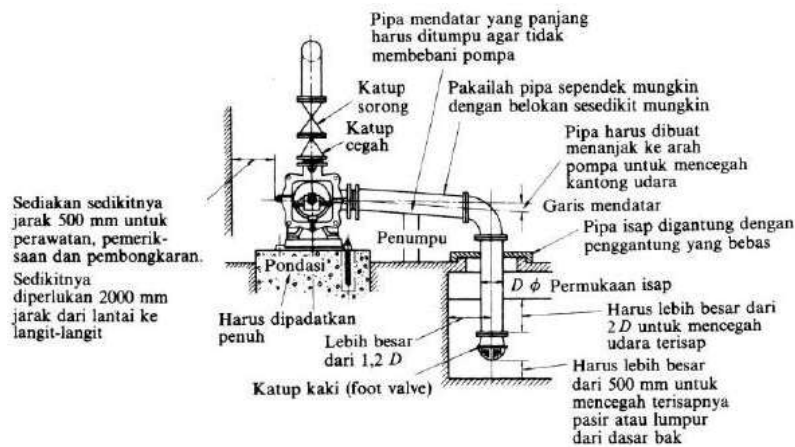 Pipa mendatar yang panjang
harus ditumpu agar tidak
membebani pompa
Katup
sorong
Pakailah pipa sependek mungkin
dengan belokan sesedikit mungkin
Katup
cegah
Pipa harus dibuat
menanjak ke arah
pompa untuk mencegah
kantong udara
Garis mendatar
Sediakan sedikitnya
jarak 500 mm untuk
perawatan, pemerik-
saan dan pembongkaran.
Sedikitnya
diperlukan 2000 mm
jarak dari lantai ke
langit-langit
Penumpu
Pipa isap digantung dengan
penggantung yang bebas
Pondasi
D ϕ
Permukaan isap
Harus dipadatkan
penuh
Lebih besar
dari 1,2 D
Harus lebih besar dari
2D untuk mencegah
udara terisap
Katup kaki (foot valve)
Harus lebih besar
dari 500 mm untuk
mencegah terisapnya
pasir atau lumpur
dari dasar bak